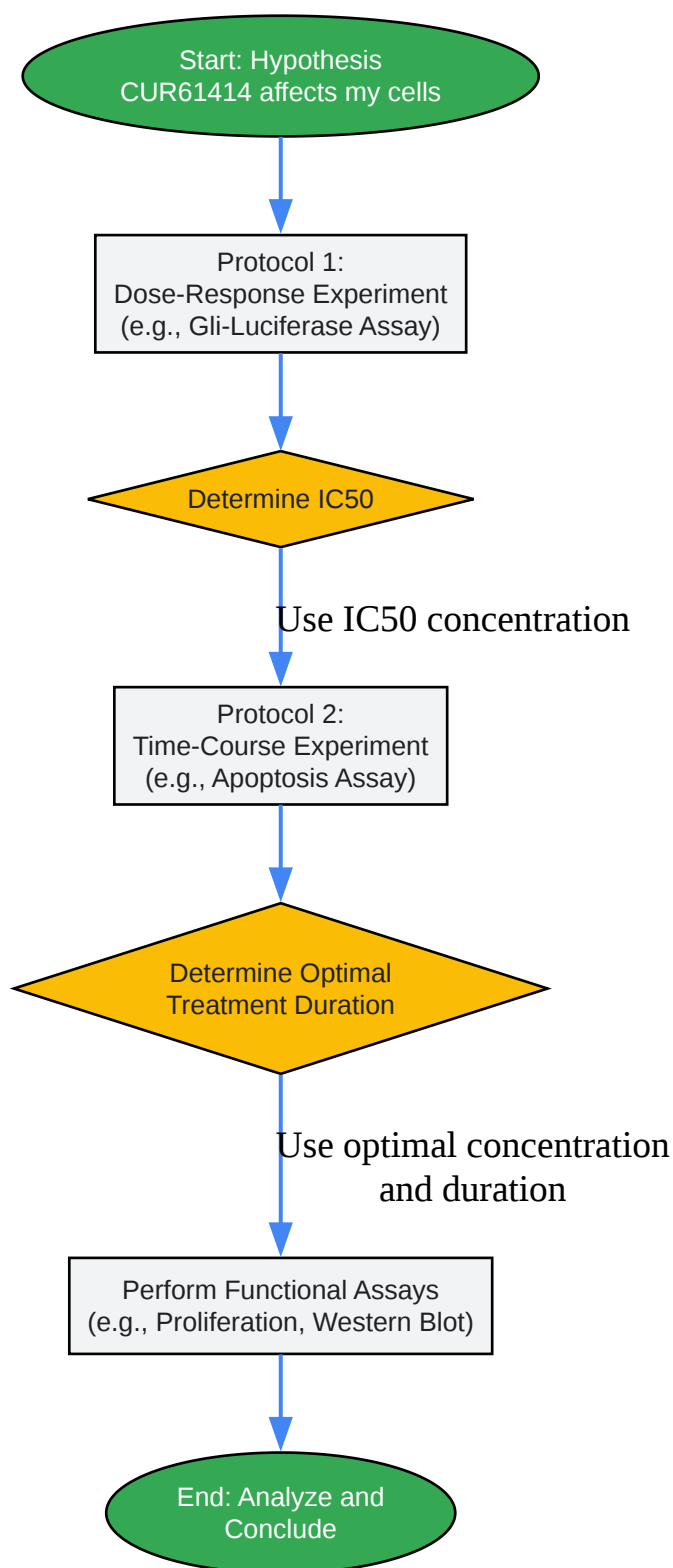 Start: Hypothesis
CUR61414 affects my cells
Protocol 1:
Dose-Response Experiment
(e.g., Gli-Luciferase Assay)
Determine IC50
Use IC50 concentration
Protocol 2:
Time-Course Experiment
(e.g., Apoptosis Assay)
Determine Optimal
Treatment Duration
Use optimal concentration
and duration
Perform Functional Assays
(e.g., Proliferation, Western Blot)
End: Analyze and
Conclude